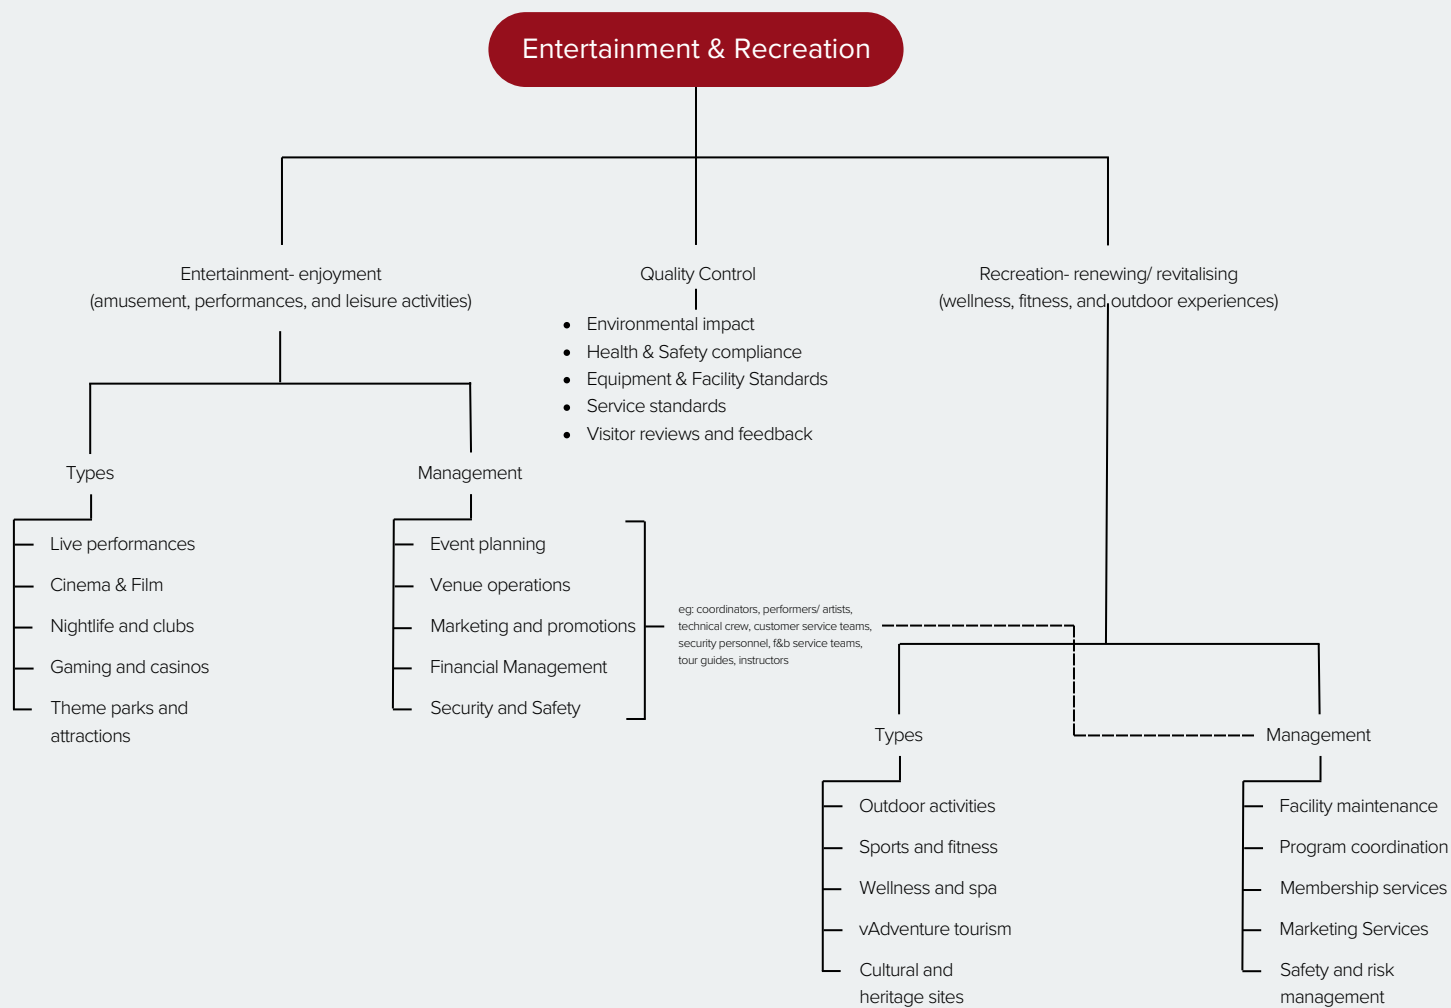 Entertainment & Recreation
Entertainment- enjoyment
(amusement, performances, and leisure activities)
Quality Control
• Environmental impact
• Health & Safety compliance
• Equipment & Facility Standards
• Service standards
• Visitor reviews and feedback
Recreation- renewing/ revitalising
(wellness, fitness, and outdoor experiences)
Types
Live performances
Cinema & Film
Nightlife and clubs
Gaming and casinos
Theme parks and
attractions
Management
Event planning
Venue operations
Marketing and promotions
Financial Management
Security and Safety
eg: coordinators, performers/ artists,
technical crew, customer service teams,
security personnel, f&b service teams,
tour guides, instructors
Types
Outdoor activities
Sports and fitness
Wellness and spa
vAdventure tourism
Cultural and
heritage sites
Management
Facility maintenance
Program coordination
Membership services
Marketing Services
Safety and risk
management